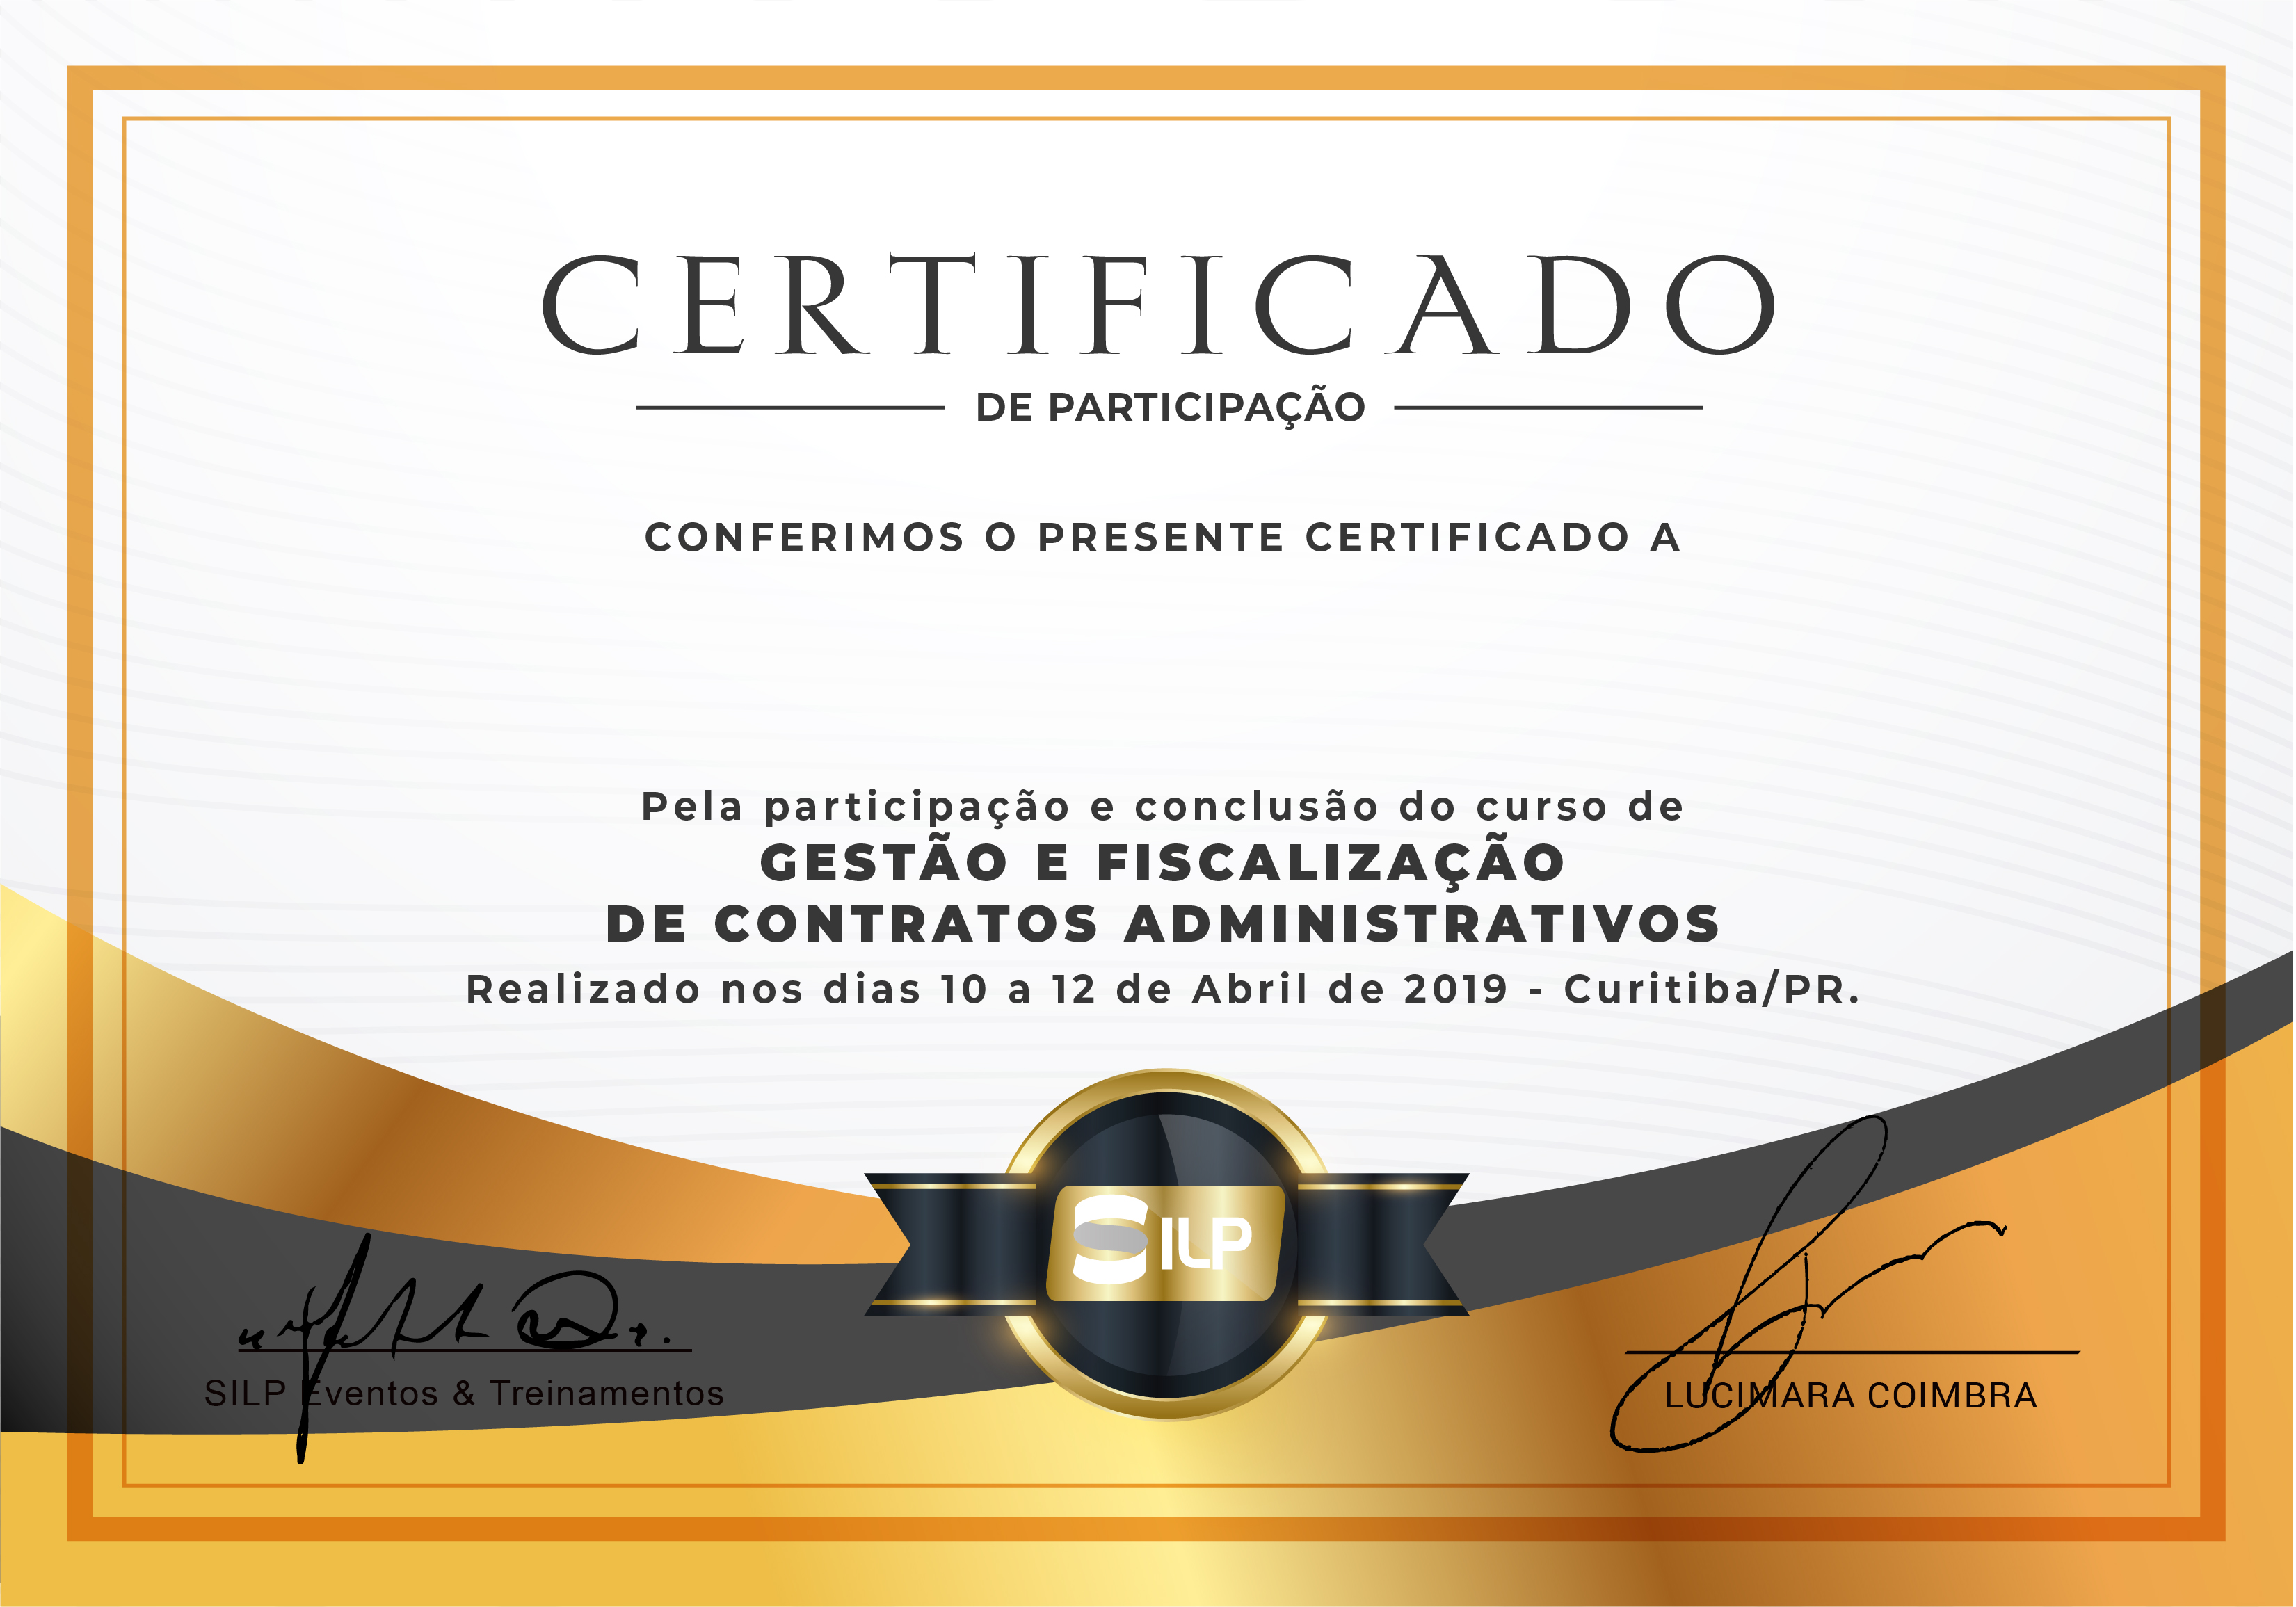 CERTIFICADO
DE PARTICIPAÇÃO
CONFERIMOS O PRESENTE CERTIFICADO A
Pela participação e conclusão do curso de
GESTÃO E FISCALIZAÇÃO
DE CONTRATOS ADMINISTRATIVOS
Realizado nos dias 10 a 12 de Abril de 2019 - Curitiba/PR.
SILP
SILP Eventos & Treinamentos
LUCIMARA COIMBRA